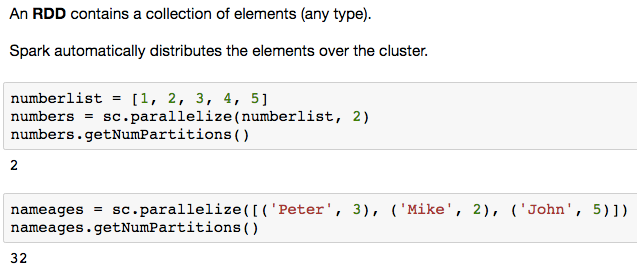 An RDD contains a collection of elements (any type).
Spark automatically distributes the elements over the cluster.
numberlist = [1, 2, 3, 4, 5]
numbers = sc.parallelize(numberlist, 2)
numbers.getNumPartitions()
2
nameages = sc.parallelize([('Peter', 3), ('Mike', 2), ('John', 5)])
nameages.getNumPartitions()
32